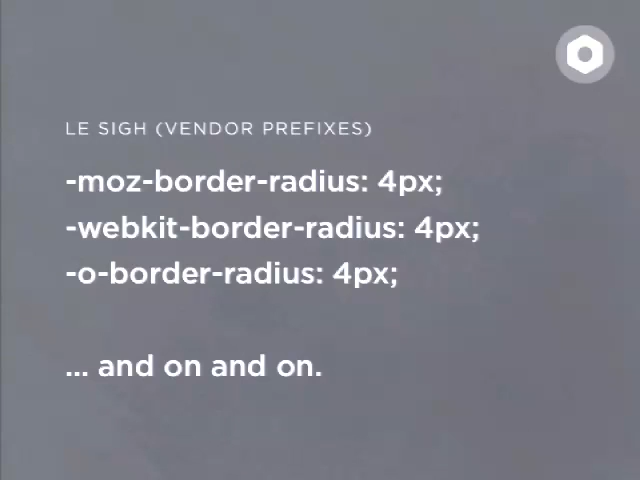 LE SIGH (VENDOR PREFIXES)
-moz-border-radius: 4px;
-webkit-border-radius: 4px;
-o-border-radius: 4px;
... and on and on.